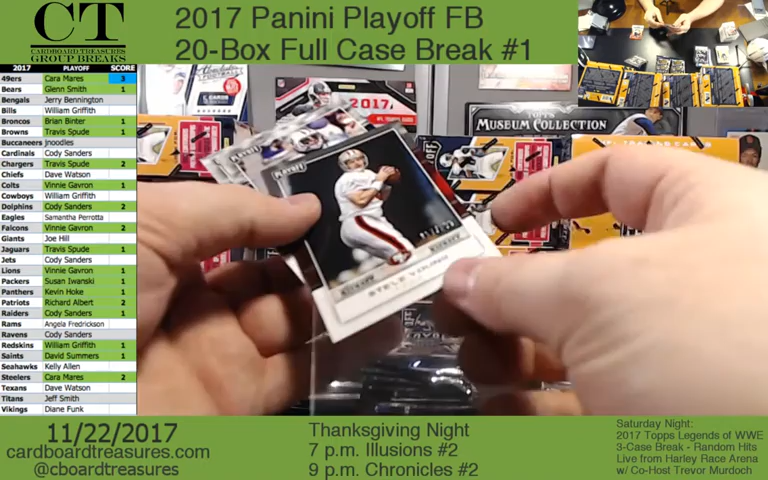 CT
CARDBOARD TREASURES
GROUP BREAKS
2017 Panini Playoff FB
20-Box Full Case Break #1
2017 PLAYOFF SCORE
49ers Cara Mares 3
Bears Glenn Smith 1
Bengals Jerry Bennington
Bills William Griffith
Broncos Brian Binter 1
Browns Travis Spude 1
Buccaneers Jnoodles
Cardinals Cody Sanders
Chargers Travis Spude 2
Chiefs Dave Watson
Colts Vinnie Gavron 1
Cowboys William Griffith
Dolphins Cody Sanders 2
Eagles Samantha Perrotta
Falcons Vinnie Gavron 2
Giants Joe Hill
Jaguars Travis Spude 1
Jets Cody Sanders
Lions Vinnie Gavron 1
Packers Susan Iwanski 1
Panthers Kevin Hoke 1
Patriots Richard Albert 2
Raiders Cody Sanders 1
Rams Angela Fredrickson
Ravens Cody Sanders
Redskins William Griffith 1
Saints David Summers 1
Seahawks Kelly Allen
Steelers Cara Mares 2
Texans Dave Watson
Titans Jeff Smith
Vikings Diane Funk
2017
TOPPS
MUSEUM COLLECTION
PLAYOFF
KICKOFF
KICKOFF
STEVE YOUNG
11/22/2017
cardboardtreasures.com
@cboardtreasures
Thanksgiving Night
7 p.m. Illusions #2
9 p.m. Chronicles #2
Saturday Night:
2017 Topps Legends of WWE
3-Case Break - Random Hits
Live from Harley Race Arena
w/ Co-Host Trevor Murdoch